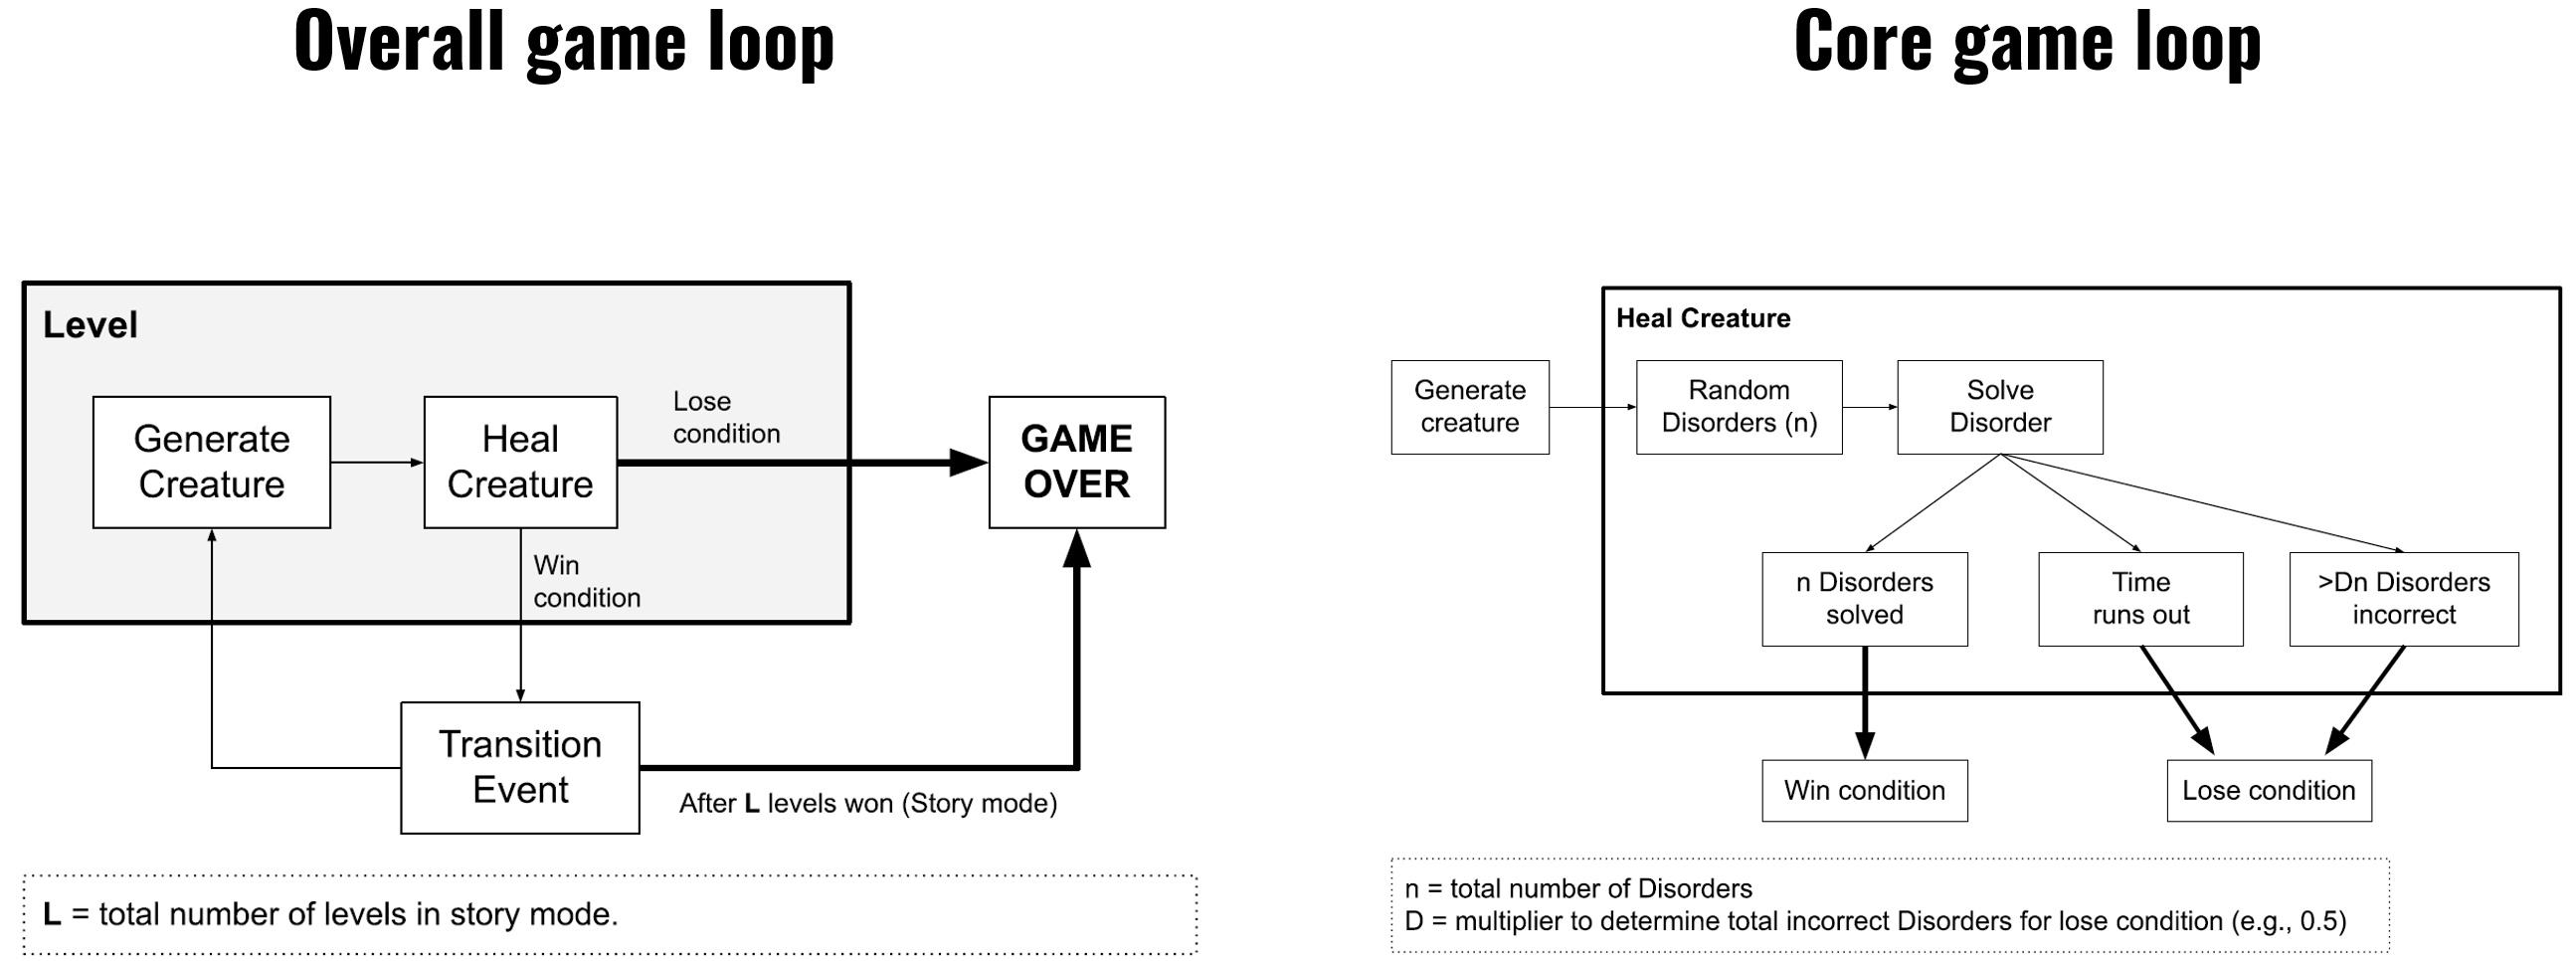 Overall game loop
Level
Generate
Creature
Heal
Creature
Lose
condition
GAME
OVER
Win
condition
Transition
Event
After L levels won (Story mode)
L = total number of levels in story mode.
Core game loop
Heal Creature
Generate
creature
Random
Disorders (n)
Solve
Disorder
n Disorders
solved
Time
runs out
>Dn Disorders
incorrect
Win condition
Lose condition
n = total number of Disorders
D = multiplier to determine total incorrect Disorders for lose condition (e.g., 0.5)